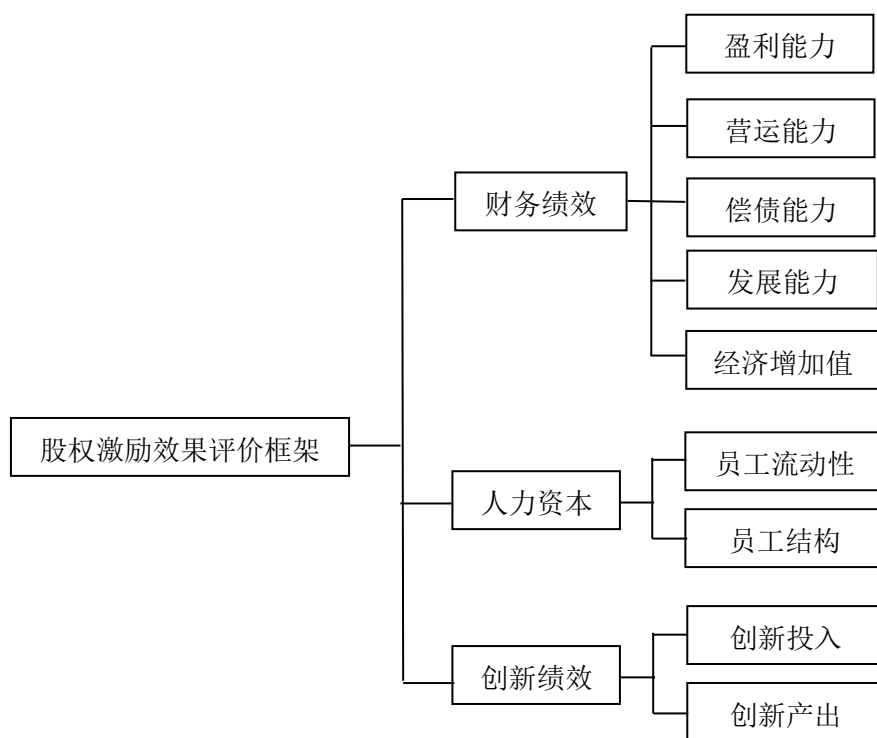 盈利能力
营运能力
财务绩效
偿债能力
发展能力
经济增加值
股权激励效果评价框架
员工流动性
人力资本
员工结构
创新投入
创新绩效
创新产出